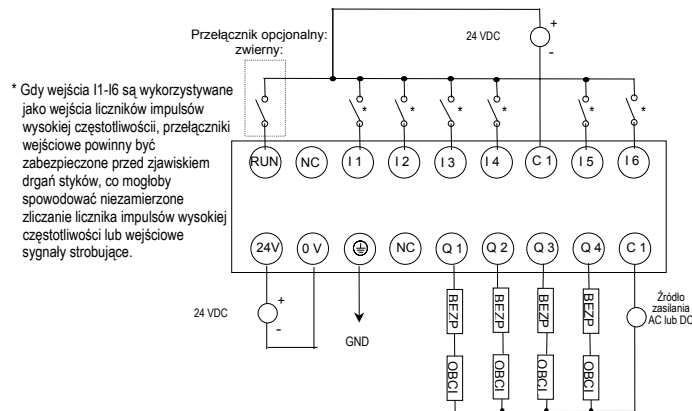 Przełącznik opcjonalny:
zwierny:
24 VDC
+
-
* Gdy wejścia I1-I6 są wykorzystywane
jako wejścia liczników impulsów
wysokiej częstotliwościi, przełączniki
wejściowe powinny być
zabezpieczone przed zjawiskiem
drgań styków, co mogłoby
spowodować niezamierzone
zliczanie licznika impulsów wysokiej
częstotliwości lub wejściowe
sygnały strobujące.
* * * * * *
RUN NC I 1 I 2 I 3 I 4 C 1 I 5 I 6
24V 0 V NC Q 1 Q 2 Q 3 Q 4 C 1
24 VDC
+
-
GND
BEZP BEZP BEZP BEZP
OBCI OBCI OBCI OBCI
Źródło
zasilania
AC lub DC